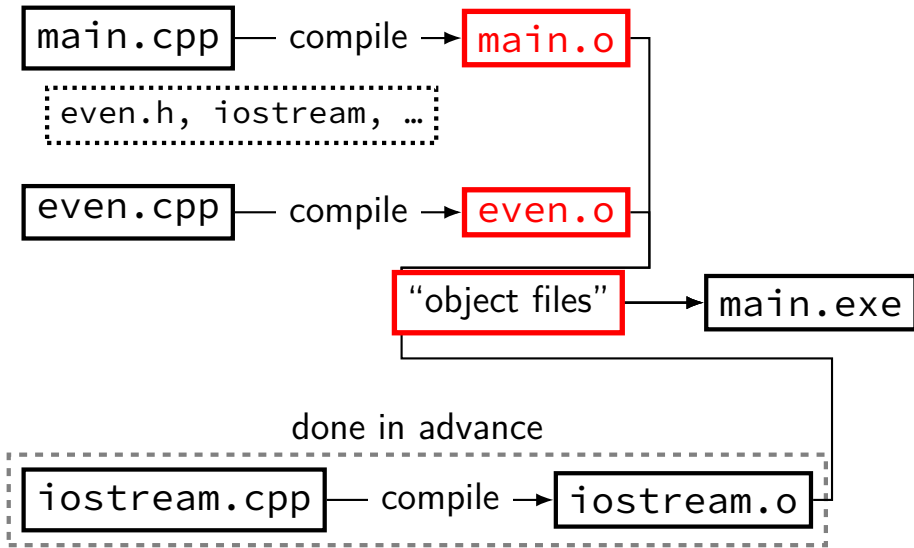 main.cpp compile main.o
even.h, iostream, …
even.cpp compile even.o
“object files” main.exe
done in advance
iostream.cpp compile iostream.o